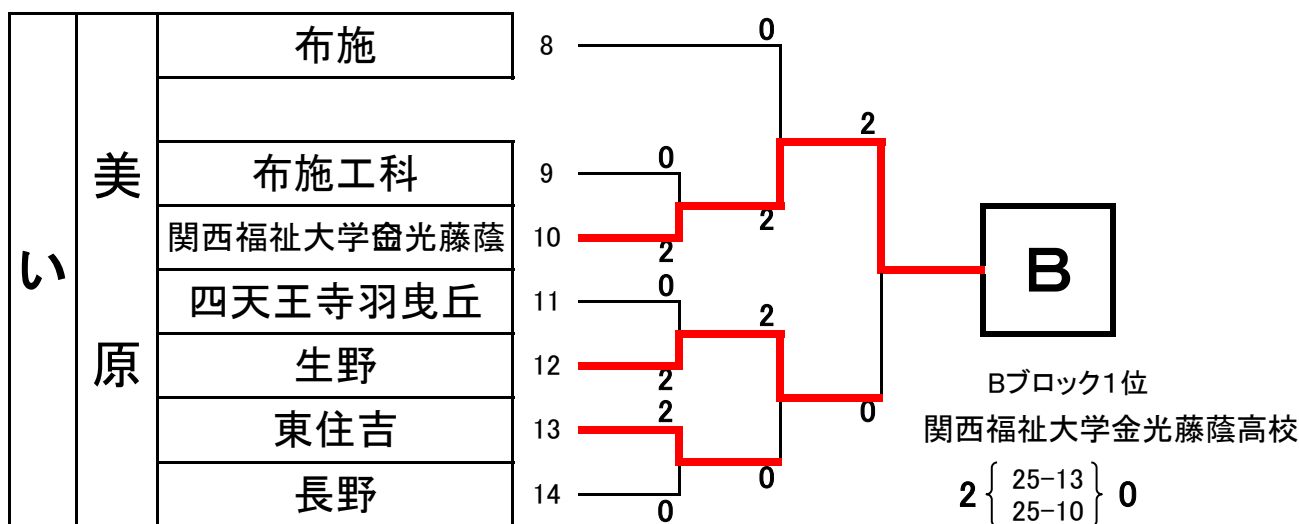 い
美
原
布施
8
0
2
布施工科
9
0
関西福祉大学金光藤蔭
10
2
2
B
四天王寺羽曳丘
11
0
2
生野
12
2
Bブロック1位
東住吉
13
2
0
関西福祉大学金光藤蔭高校
長野
14
0
0
2 { 25-13 } 0
25-10